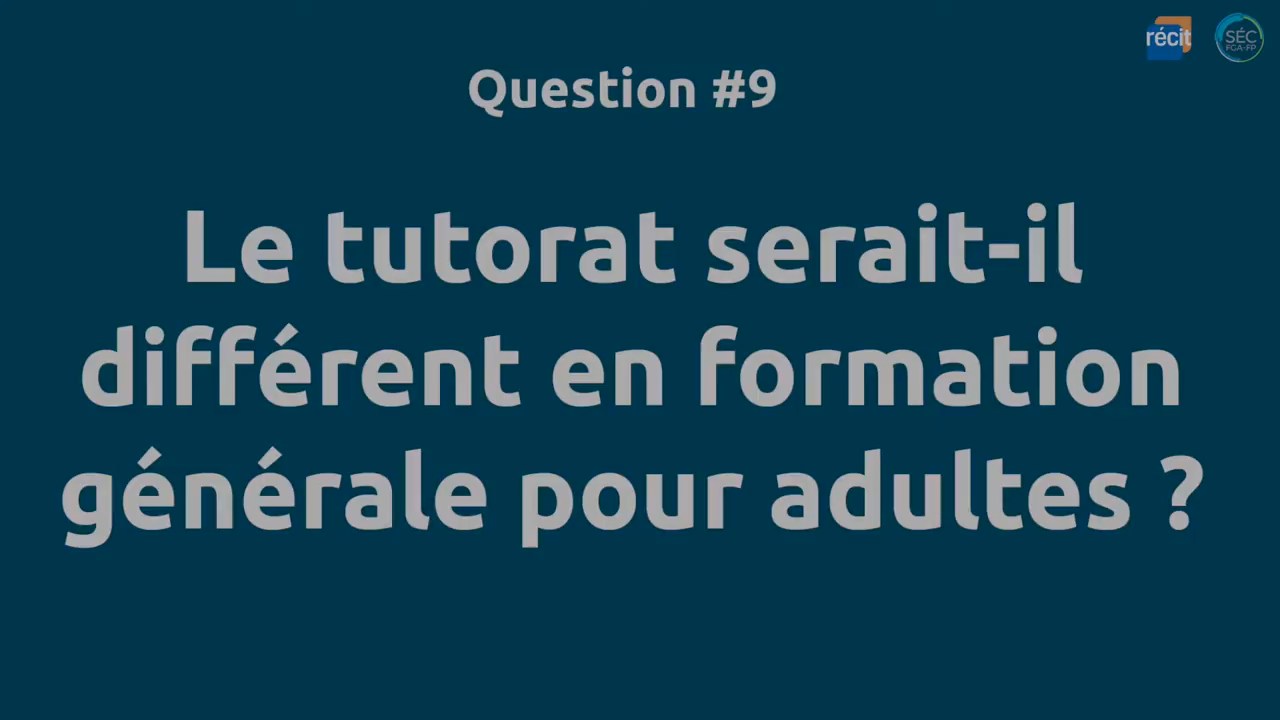 récit
SÉC
FGA-FP
Question #9
Le tutorat serait-il
différent en formation
générale pour adultes ?